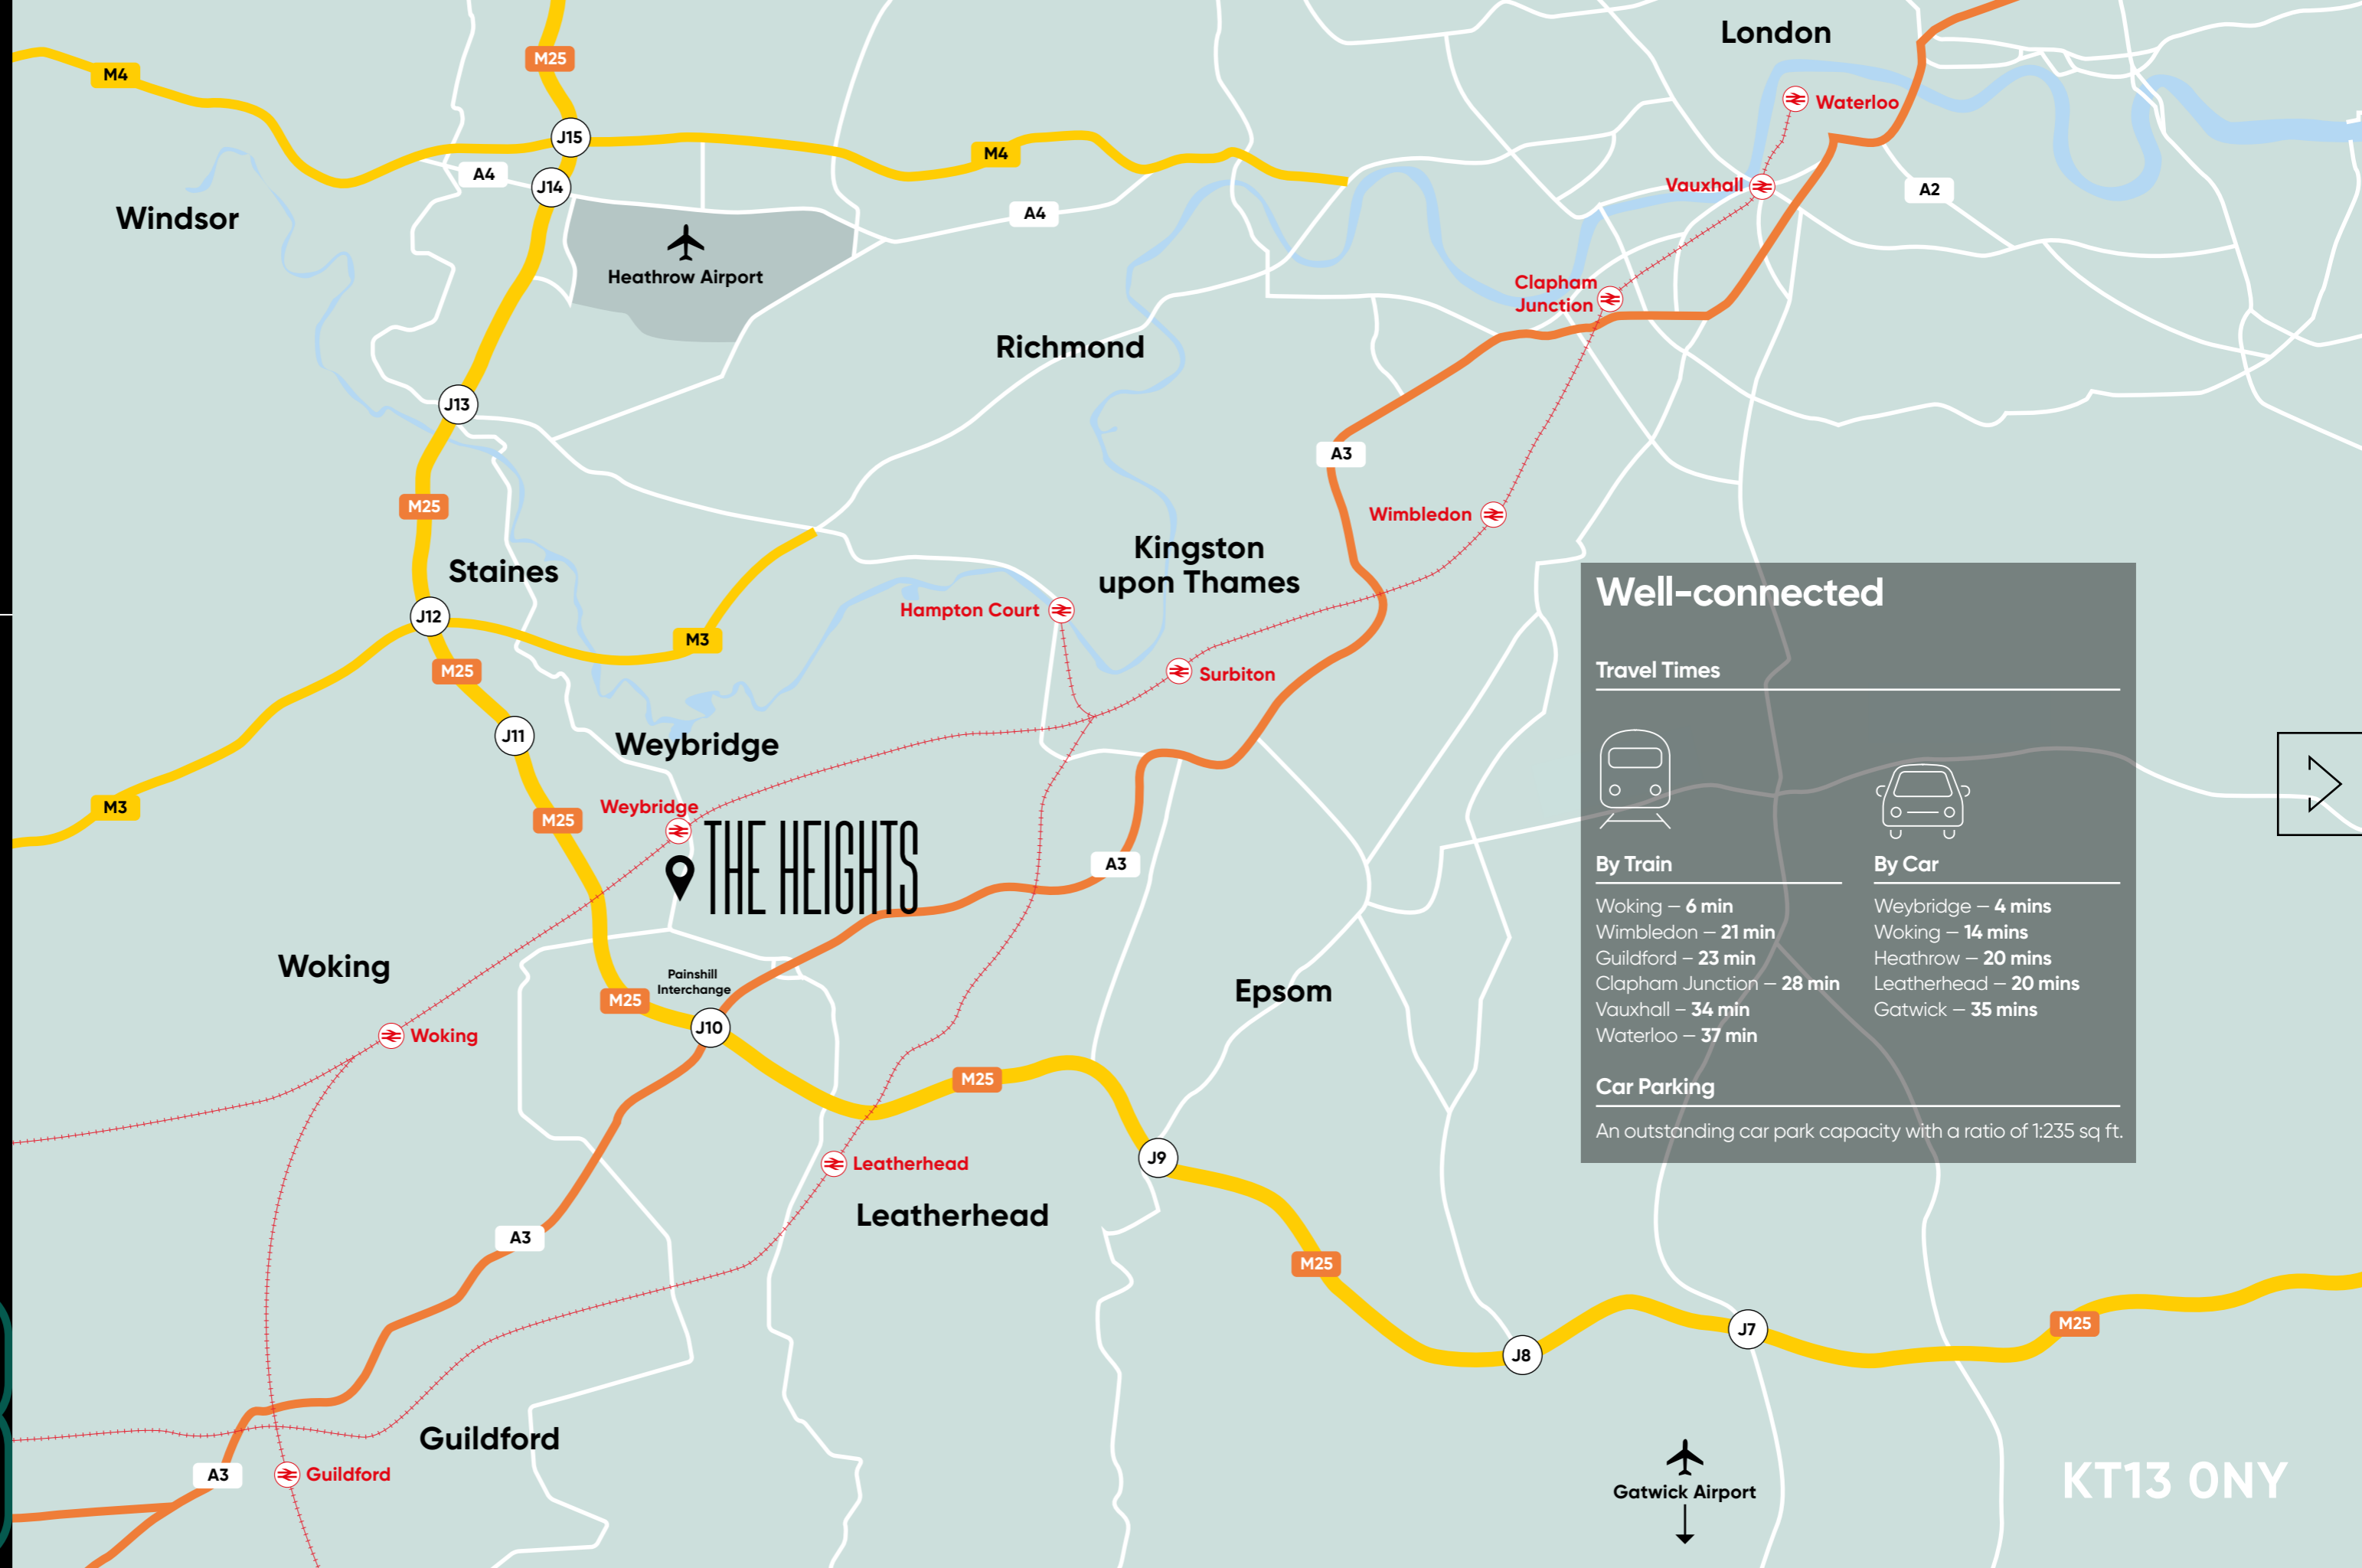 London
M25
M4
Waterloo
J15
M4
A4
J14
Vauxhall
A2
Windsor
A4
Heathrow Airport
Clapham
Junction
Richmond
J13
A3
M25
Wimbledon
Kingston
upon Thames
Staines
Hampton Court
J12
M3
M25
Surbiton
J11
Weybridge
M3
Weybridge
M25
THE HEIGHTS
A3
Woking
Painshill
Interchange
M25
Epsom
J10
Woking
M25
J9
Leatherhead
Leatherhead
A3
M25
J7
M25
J8
Guildford
A3
Guildford
Gatwick Airport
Well-connected
Travel Times
By Train
Woking – 6 min
Wimbledon – 21 min
Guildford – 23 min
Clapham Junction – 28 min
Vauxhall – 34 min
Waterloo – 37 min
By Car
Weybridge – 4 mins
Woking – 14 mins
Heathrow – 20 mins
Leatherhead – 20 mins
Gatwick – 35 mins
Car Parking
An outstanding car park capacity with a ratio of 1:235 sq ft.
KT13 0NY